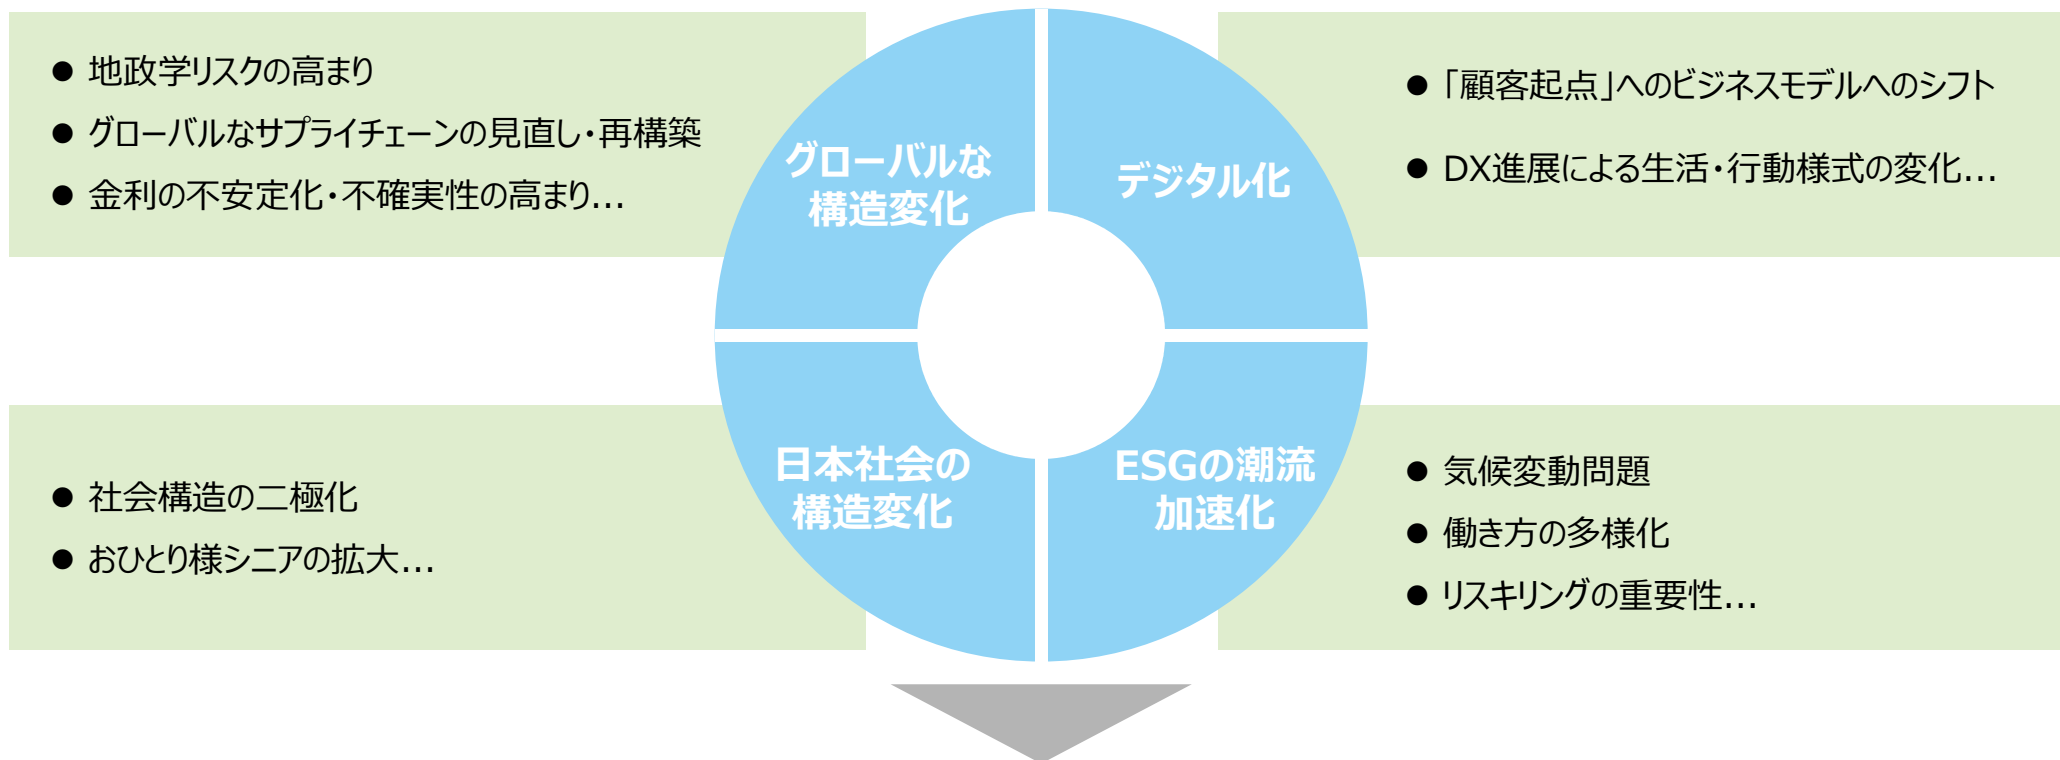 ● 地政学リスクの高まり
● グローバルなサプライチェーンの見直し・再構築
● 金利の不安定化・不確実性の高まり…
グローバルな
構造変化
デジタル化
● 「顧客起点」へのビジネスモデルへのシフト
● DX進展による生活・行動様式の変化…
● 社会構造の二極化
● おひとり様シニアの拡大…
日本社会の
構造変化
ESGの潮流
加速化
● 気候変動問題
● 働き方の多様化
● リスキリングの重要性…